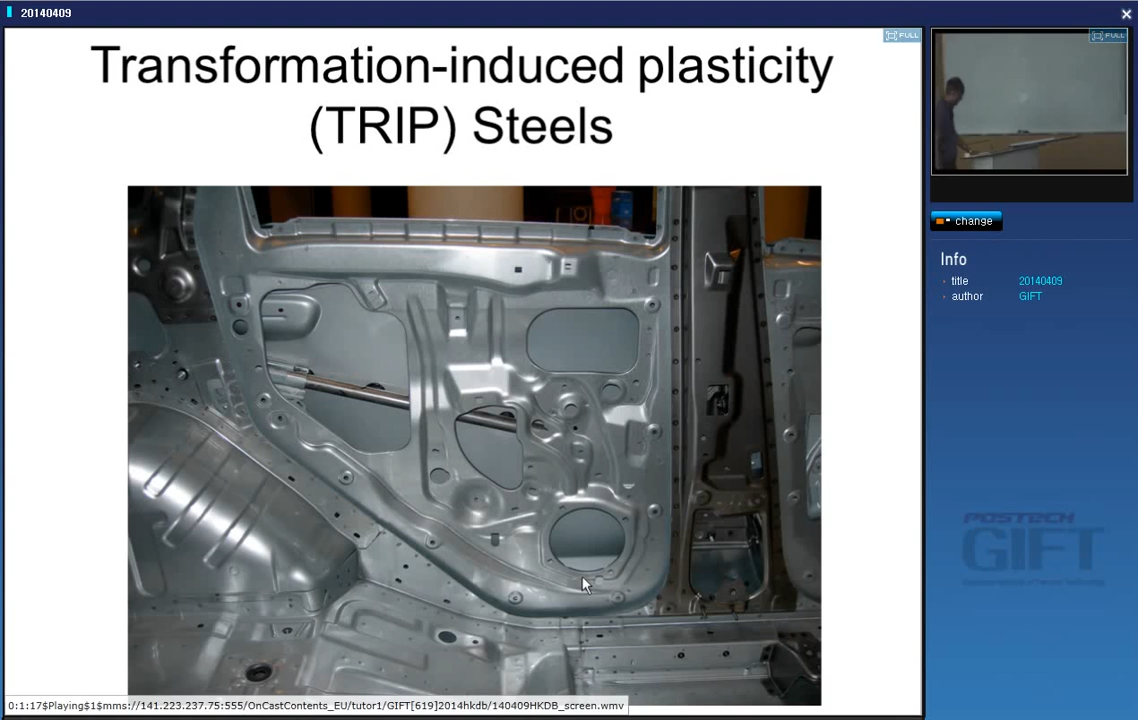 20140409
FULL
FULL
Transformation-induced plasticity
(TRIP) Steels
change
Info
title 20140409
author GIFT
POSTECH
GIFT
0:1:17$Playing$1$mms://141.223.237.75:555/OnCastContents_EU/tutor1/GIFT[619]2014hkdb/140409HKDB_screen.wmv